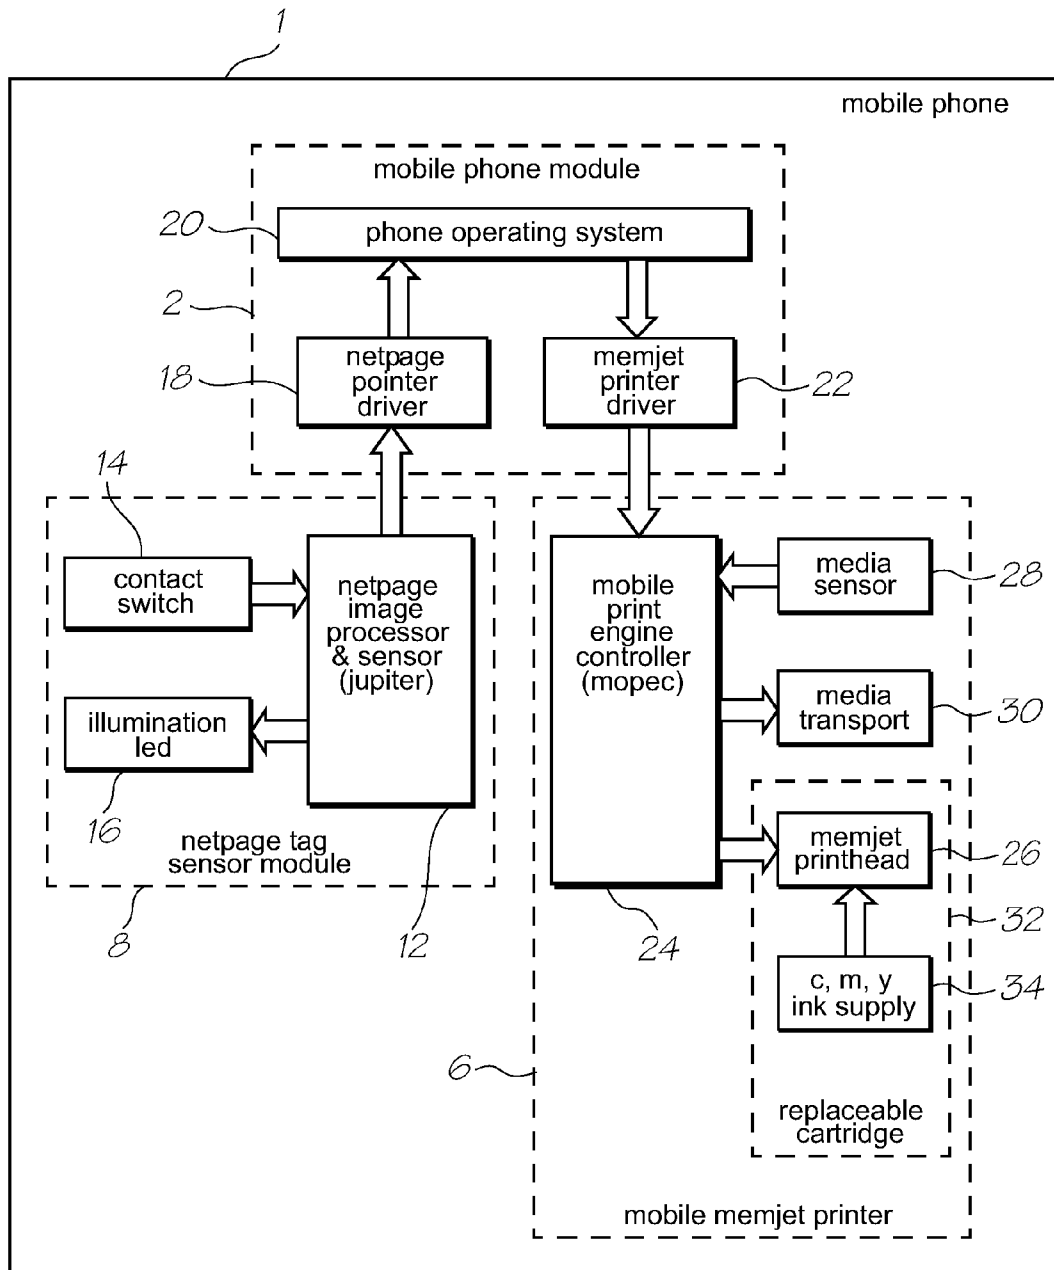 1
mobile phone
mobile phone module
20
phone operating system
2
18
netpage
pointer
driver
memjet
printer
driver
22
14
contact
switch
netpage
image
processor
& sensor
(jupiter)
mobile
print
engine
controller
(mopec)
media
sensor
28
illumination
led
media
transport
30
16
netpage tag
sensor module
memjet
printhead
26
8
12
24
32
c, m, y
ink supply
34
6
replaceable
cartridge
mobile memjet printer